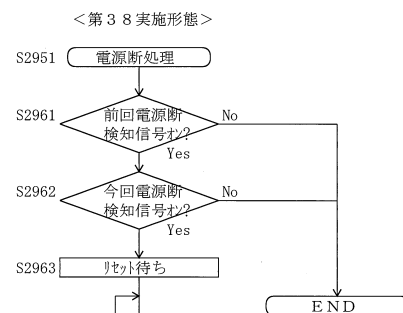 ＜第３８実施形態＞
S2951
電源断処理
S2961
前回電源断
検知信号ｵﾝ?
No
Yes
S2962
今回電源断
検知信号ｵﾝ?
No
Yes
S2963
ﾘｾｯﾄ待ち
ＥＮＤ